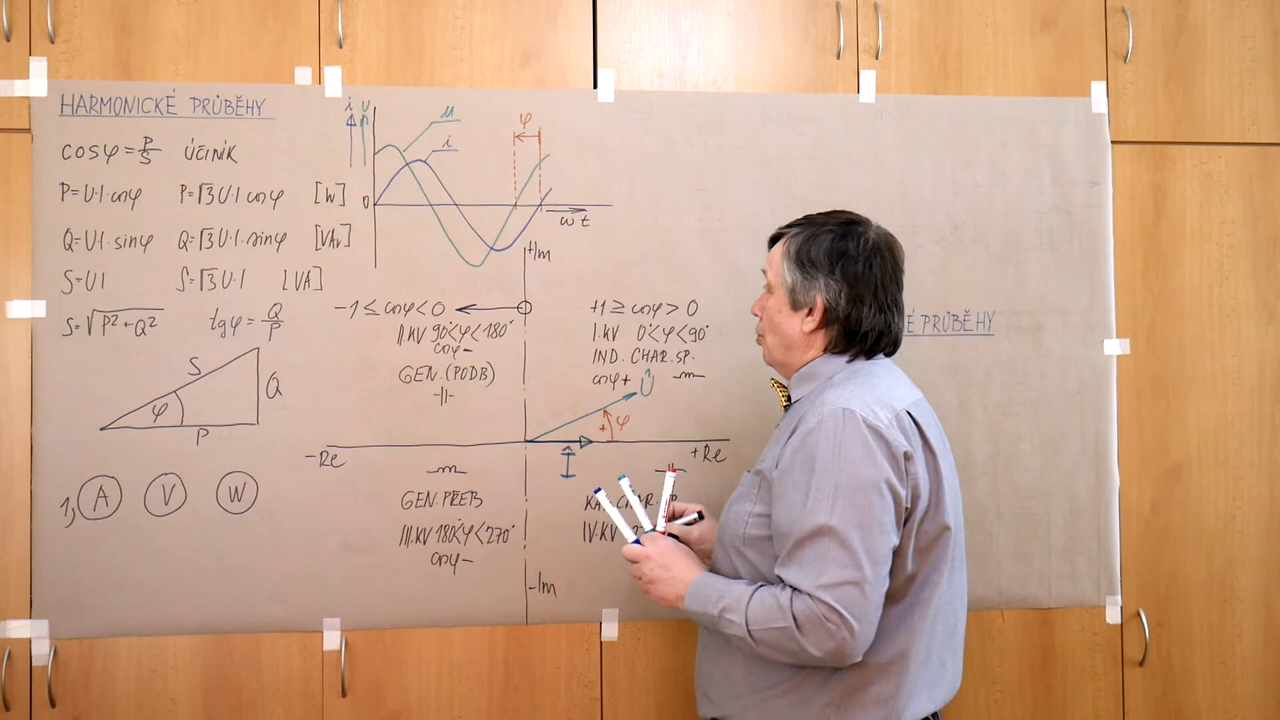 HARMONICKÉ PRŮBĚHY
cosφ = P/S ÚČINÍK
P=U·I·cosφ P=√3 U·I cosφ [W]
Q=U·I·sinφ Q=√3 U·I·sinφ [VAr]
S=U I S=√3 U·I [VA]
S=√P²+Q² tgφ=Q/P
S
φ
P
Q
1, A V W
i U
u
i
φ
0
ωt
+Im
-1 ≤ cosφ < 0
II.KV 90°<φ<180°
cosφ -
GEN.(PODB)
+1 ≥ cosφ > 0
I.KV 0°<φ<90°
IND. CHAR. SP.
cosφ +
Û
+ φ
Î
-Re
+Re
GEN. PŘEB
III.KV 180°<φ<270°
cosφ -
IV.KV
-Im
É PRŮBĚHY